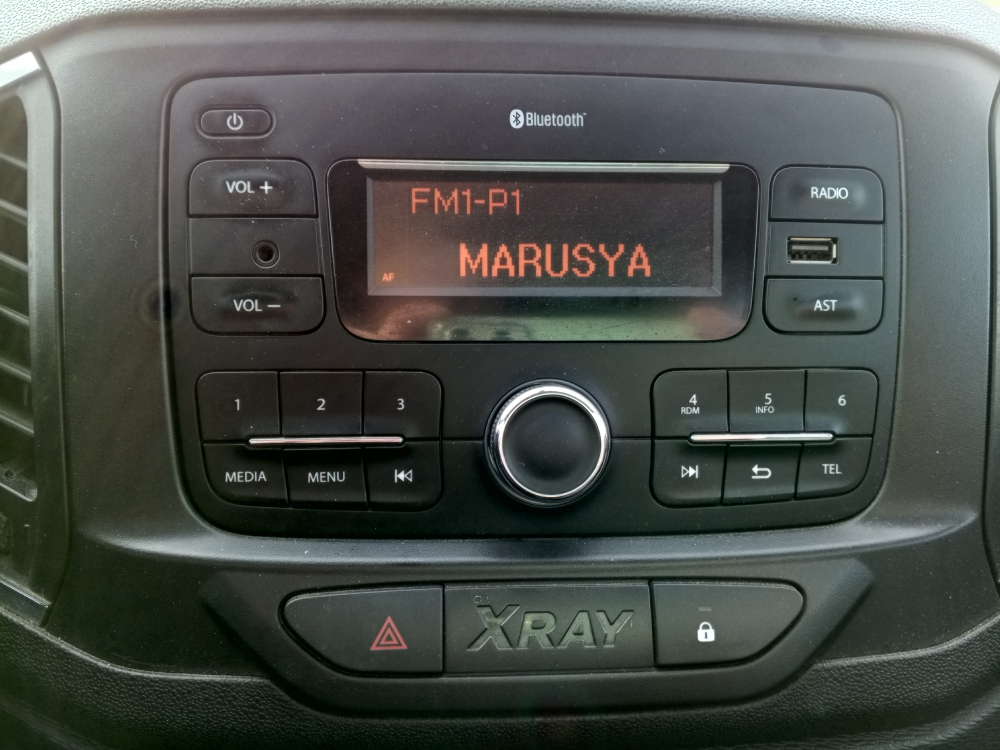 Bluetooth
VOL +
FM1-P1
RADIO
MARUSYA
AF
VOL –
AST
1
2
3
4
RDM
5
INFO
6
MEDIA
MENU
TEL
XRAY